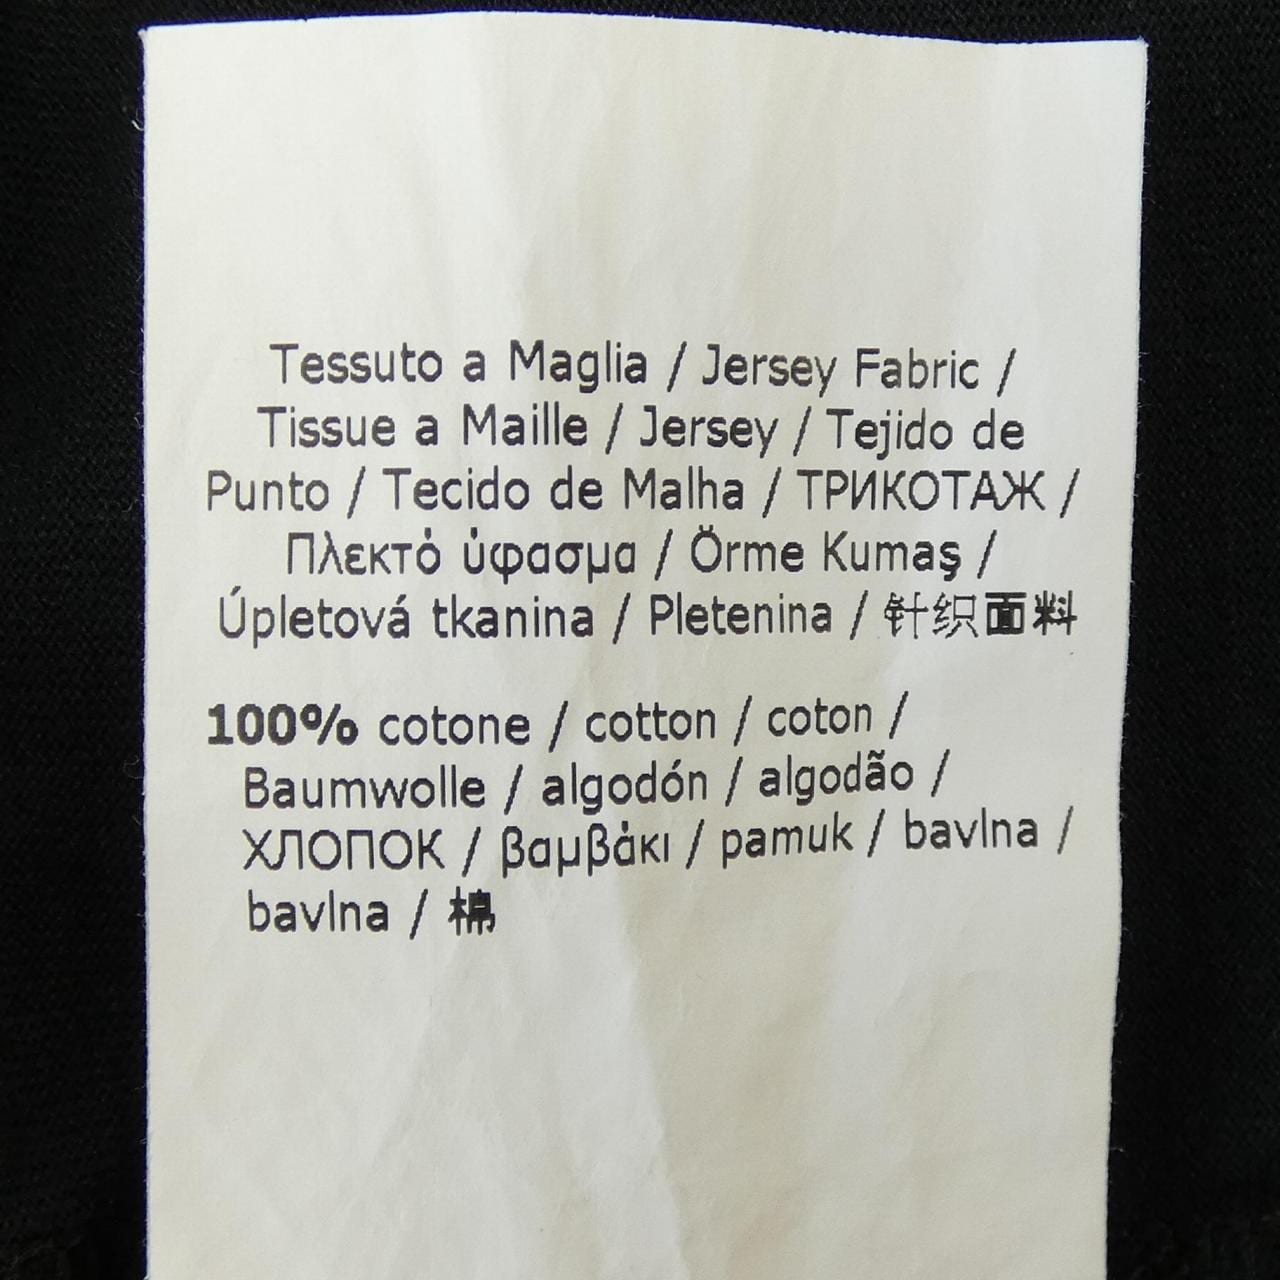 Tessuto a Maglia / Jersey Fabric /
Tissue a Maille / Jersey / Tejido de
Punto / Tecido de Malha / ТРИКОТАЖ /
Πλεκτό ύφασμα / Örme Kumaş /
Úpletová tkanina / Pletenina / 针织面料
100% cotone / cotton / coton /
Baumwolle / algodón / algodão /
ХЛОПОК / βαμβάκι / pamuk / bavlna /
bavlna / 棉